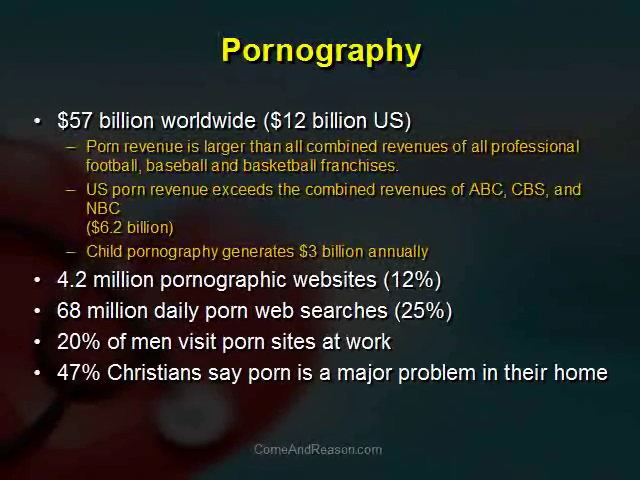 Pornography
• $57 billion worldwide ($12 billion US)
– Porn revenue is larger than all combined revenues of all professional
football, baseball and basketball franchises.
– US porn revenue exceeds the combined revenues of ABC, CBS, and
NBC
($6.2 billion)
– Child pornography generates $3 billion annually
• 4.2 million pornographic websites (12%)
• 68 million daily porn web searches (25%)
• 20% of men visit porn sites at work
• 47% Christians say porn is a major problem in their home
ComeAndReason.com